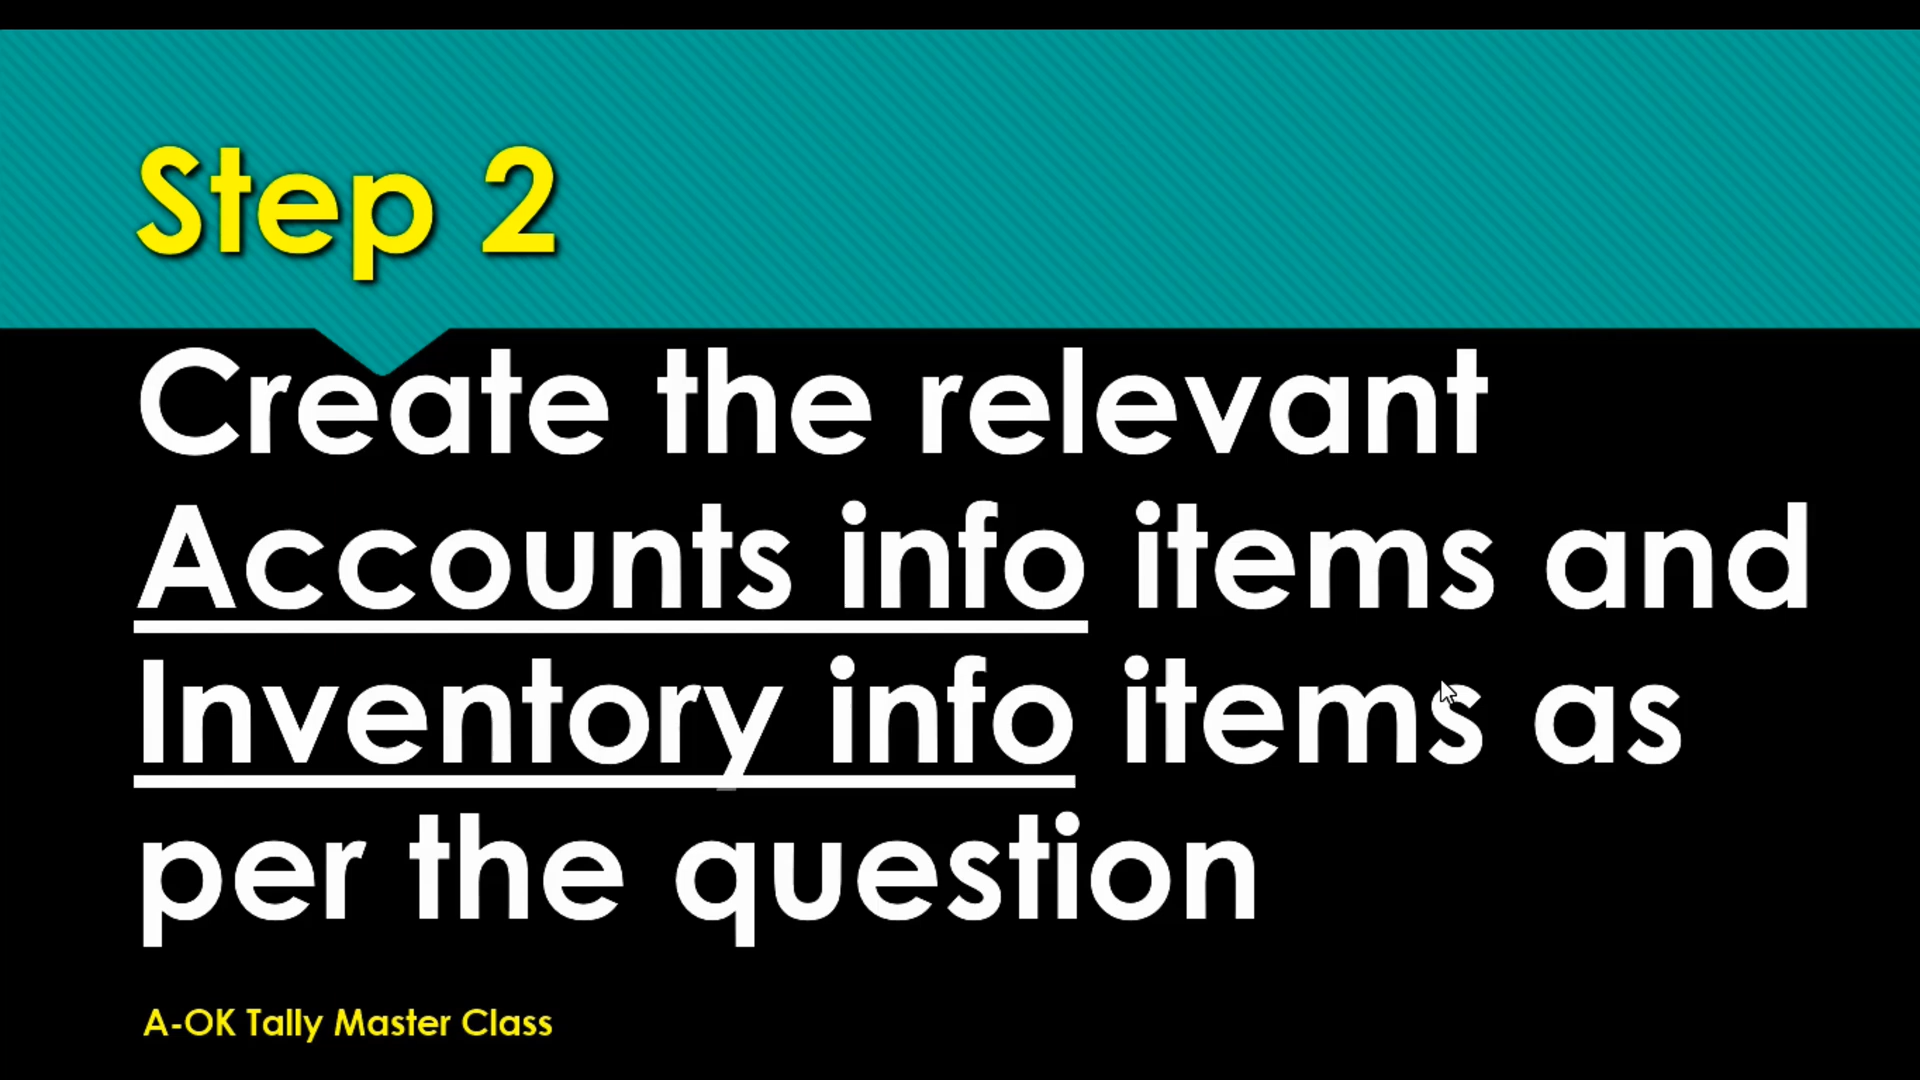 Step 2
Create the relevant
Accounts info items and
Inventory info items as
per the question
A-OK Tally Master Class